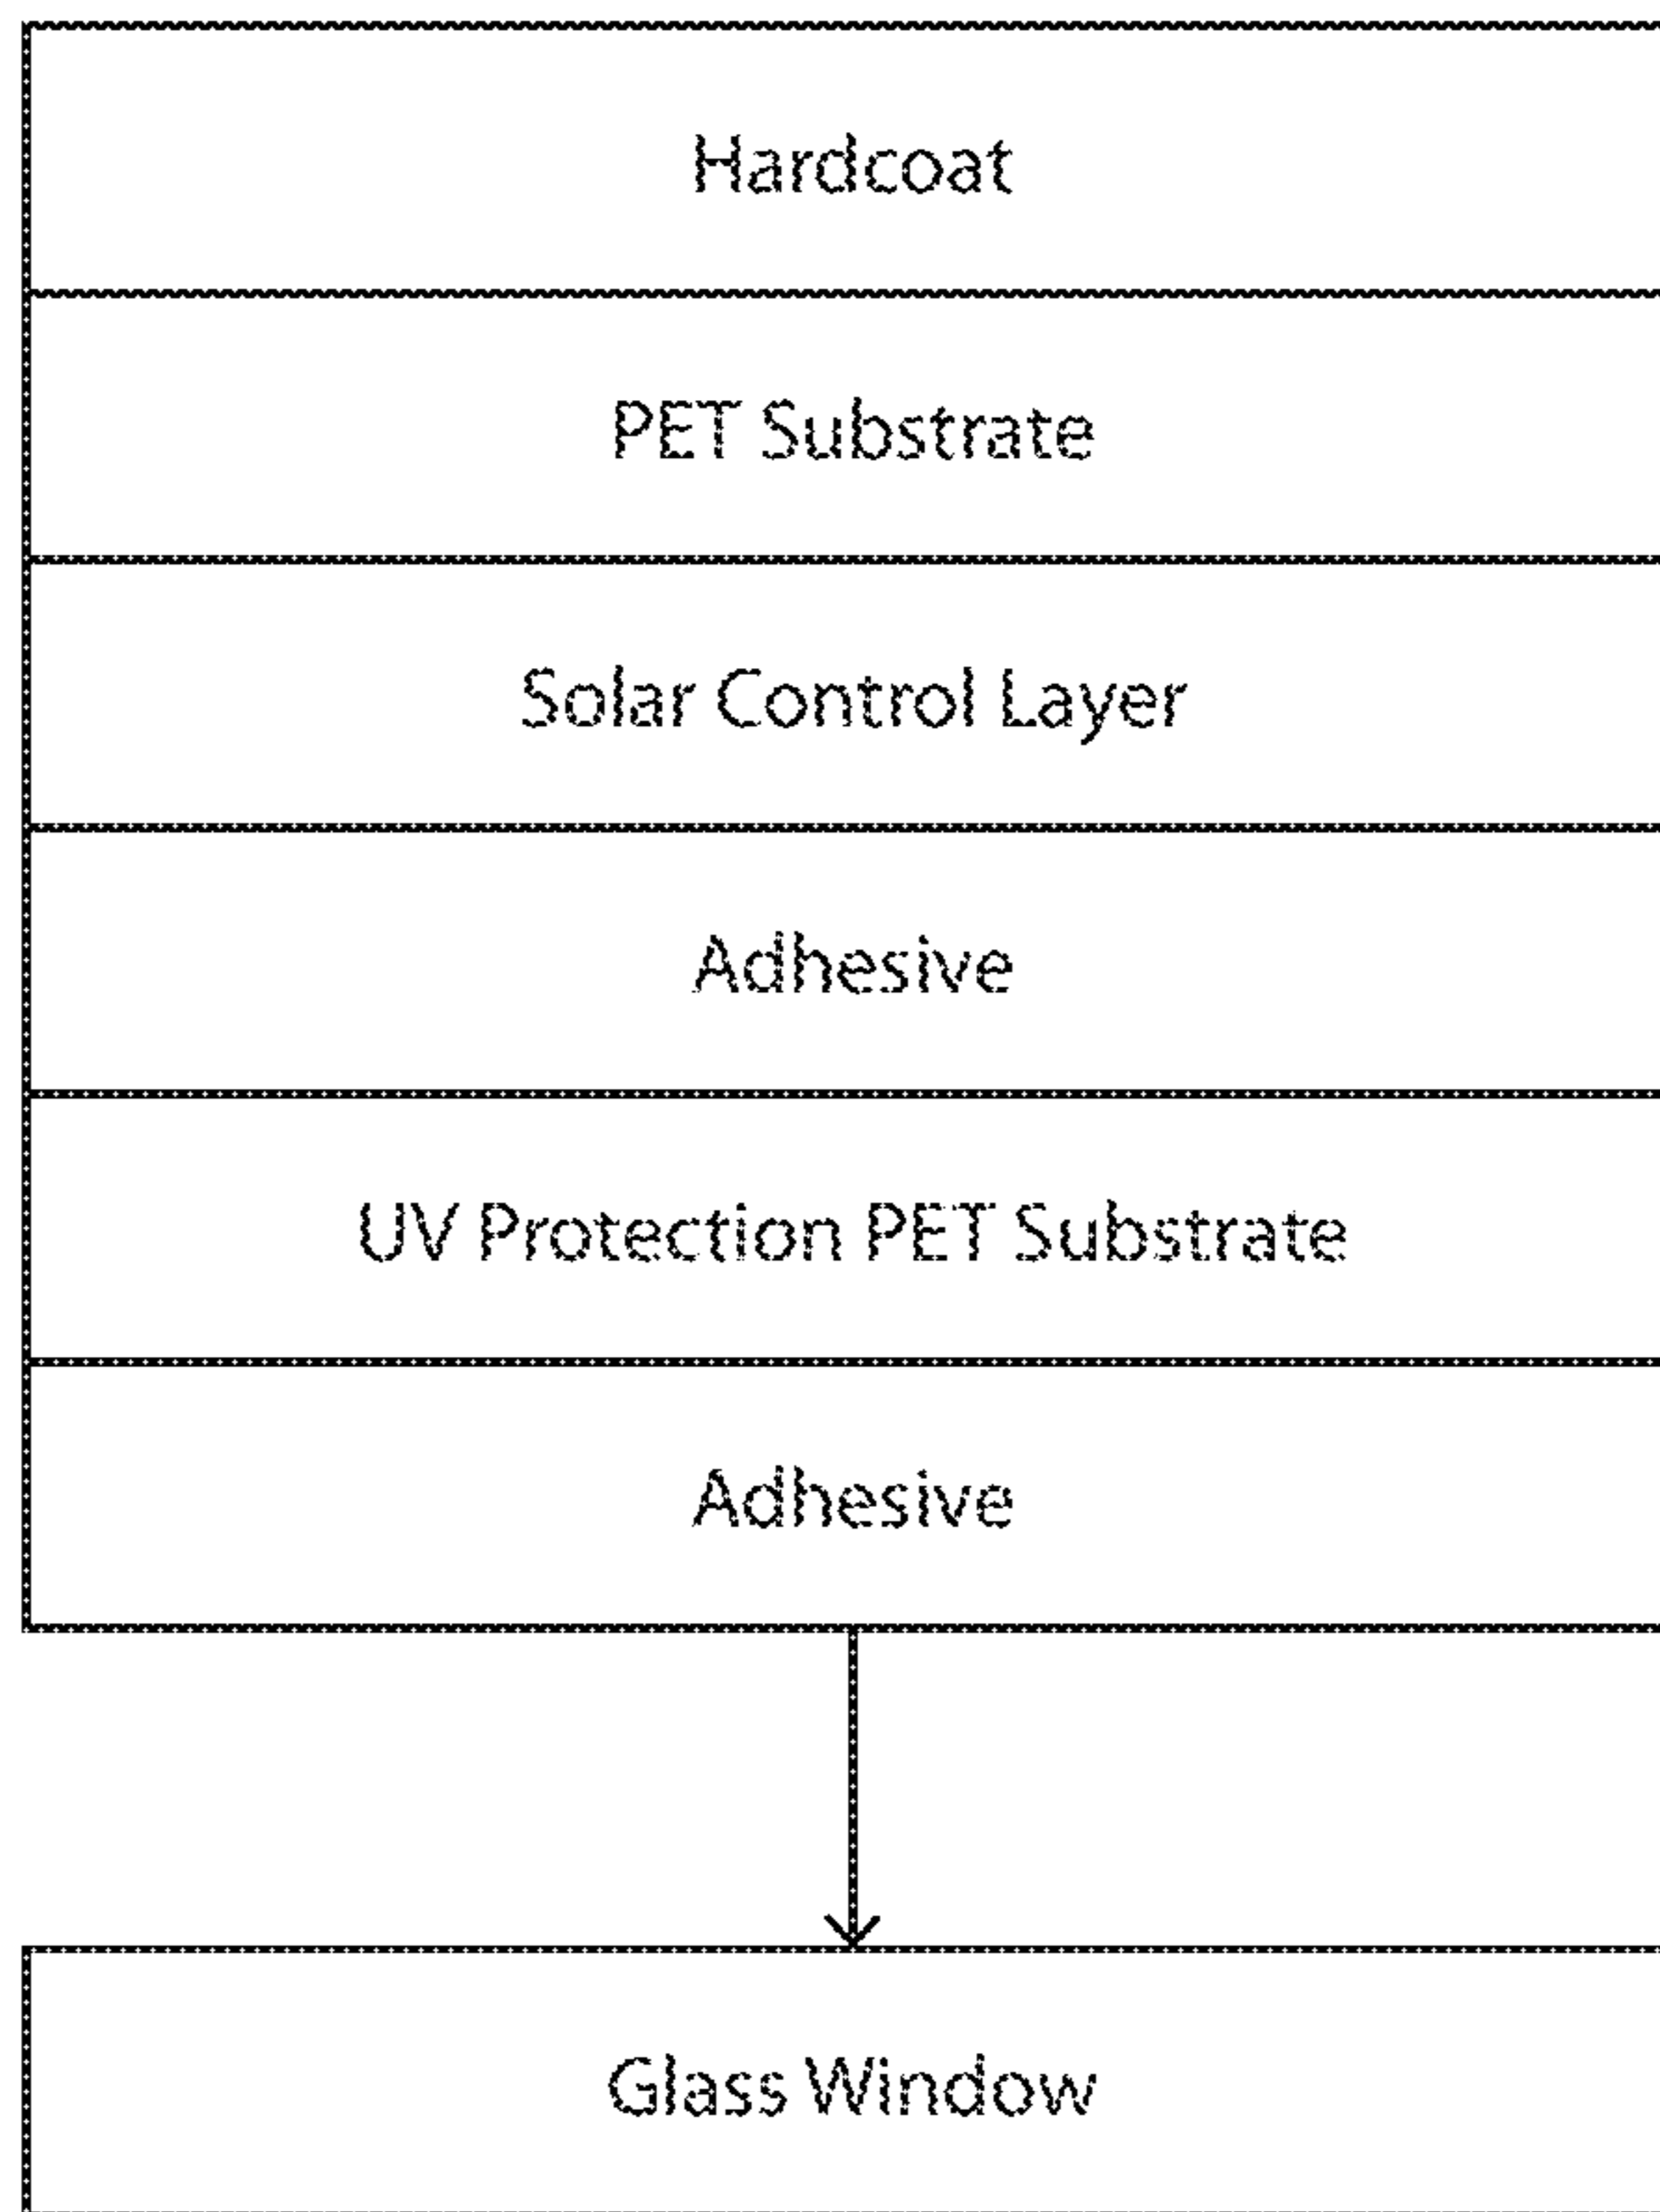 Hardcoat
PET Substrate
Solar Control Layer
Adhesive
UV Protection PET Substrate
Adhesive
Glass Window